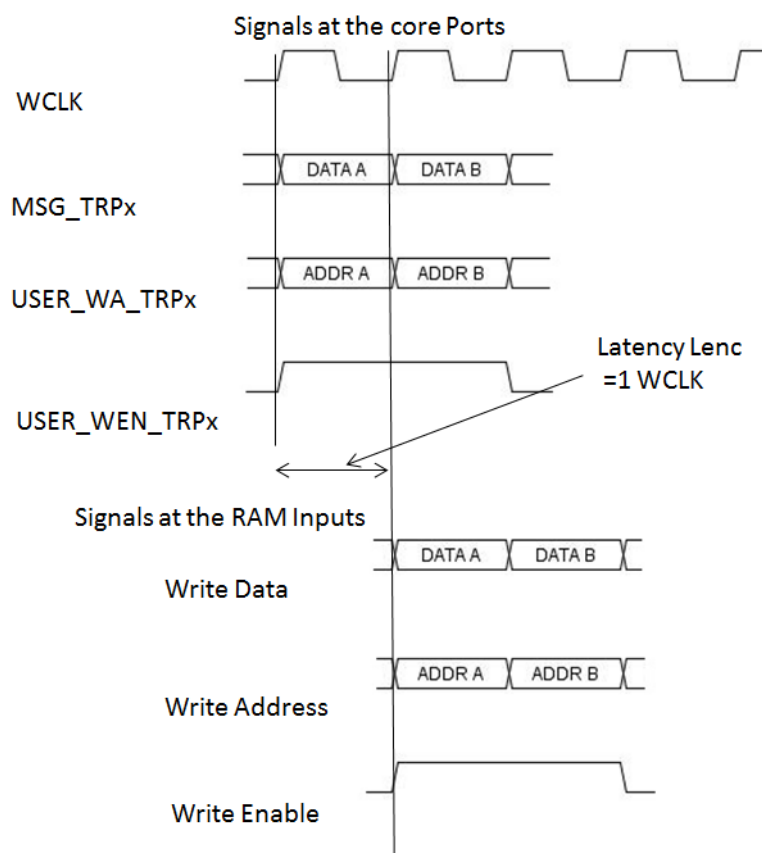 Signals at the core Ports
WCLK
DATA A DATA B
MSG_TRPx
ADDR A ADDR B
USER_WA_TRPx
Latency Lenc
=1 WCLK
USER_WEN_TRPx
Signals at the RAM Inputs
DATA A DATA B
Write Data
ADDR A ADDR B
Write Address
Write Enable